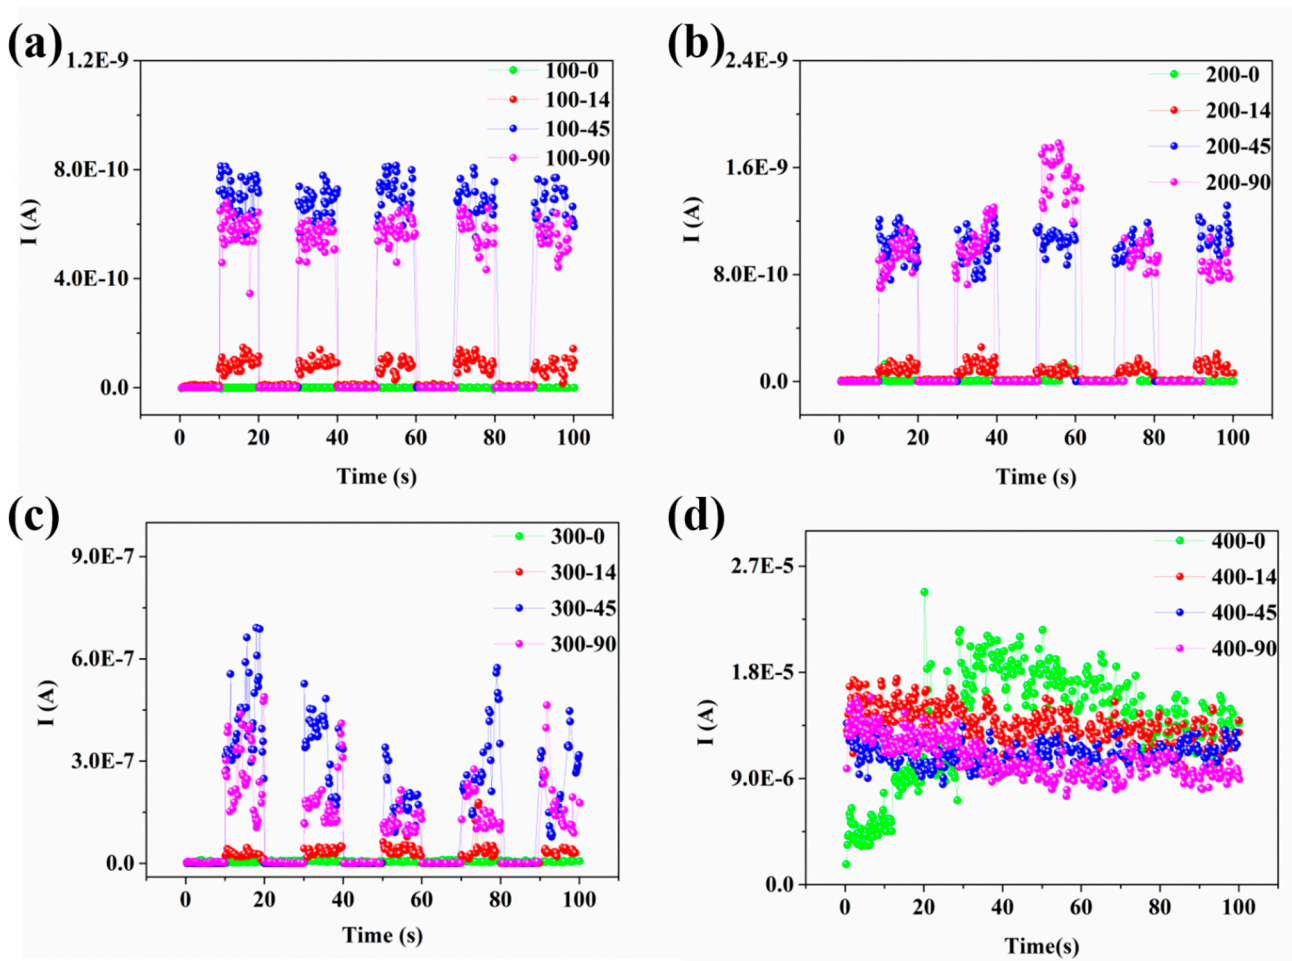 (a)
1.2E-9
8.0E-10
4.0E-10
0.0
I (A)
100-0
100-14
100-45
100-90
0 20 40 60 80 100
Time (s)
(b)
2.4E-9
1.6E-9
8.0E-10
0.0
I (A)
200-0
200-14
200-45
200-90
0 20 40 60 80 100
Time (s)
(c)
9.0E-7
6.0E-7
3.0E-7
0.0
I (A)
300-0
300-14
300-45
300-90
0 20 40 60 80 100
Time (s)
(d)
2.7E-5
1.8E-5
9.0E-6
0.0
I (A)
400-0
400-14
400-45
400-90
0 20 40 60 80 100
Time(s)